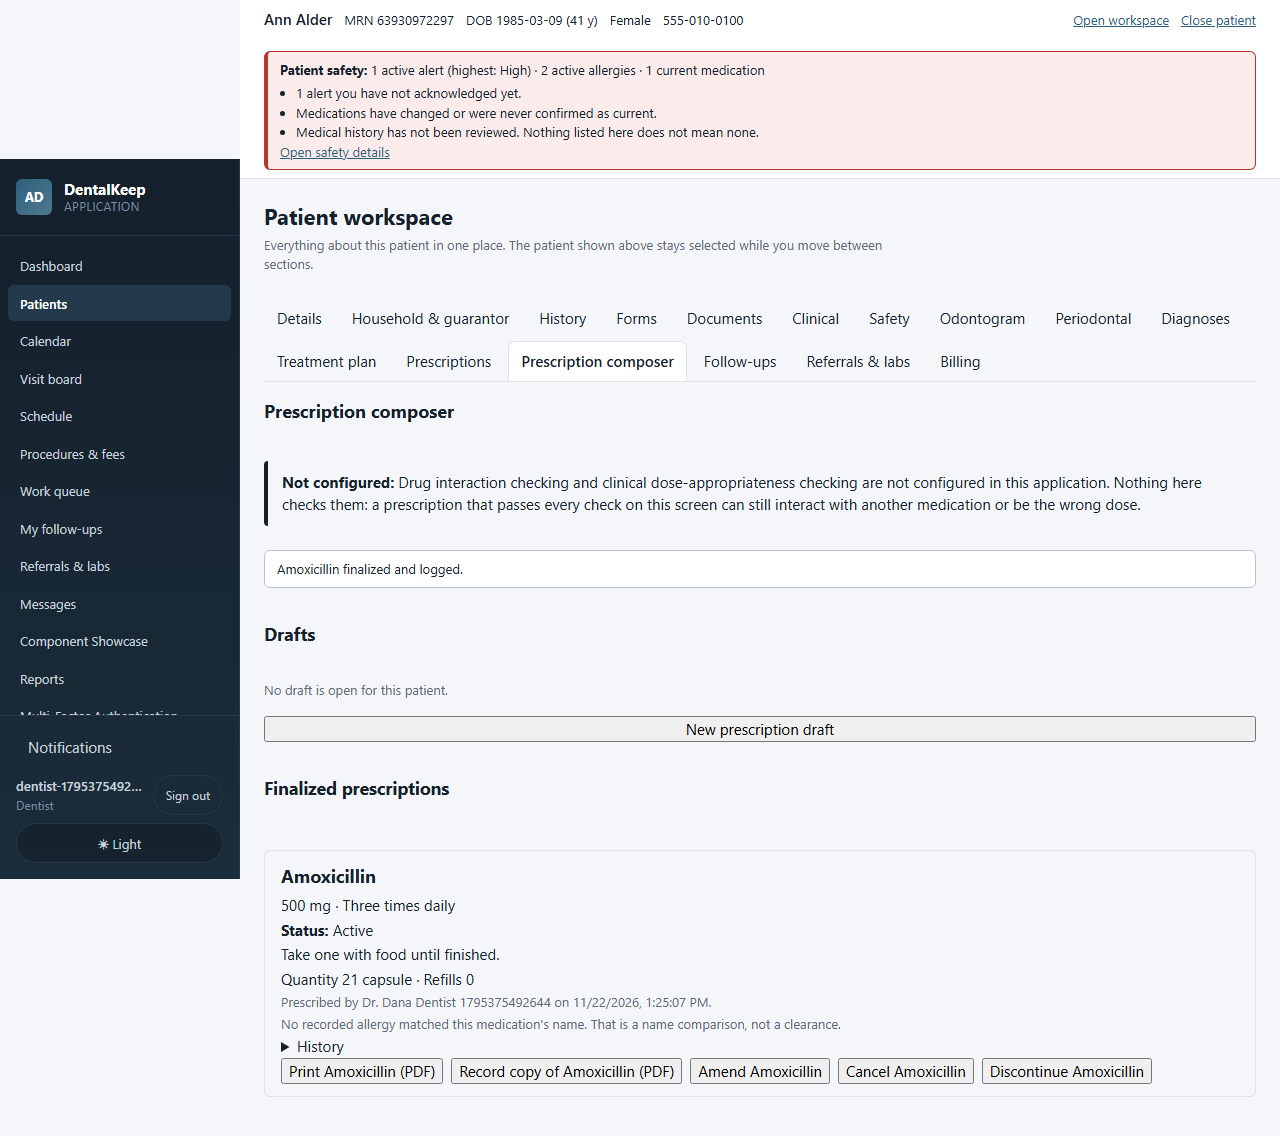 Ann Alder MRN 63930972297 DOB 1985-03-09 (41 y) Female 555-010-0100 Open workspace Close patient
Patient safety: 1 active alert (highest: High) · 2 active allergies · 1 current medication
1 alert you have not acknowledged yet.
Medications have changed or were never confirmed as current.
Medical history has not been reviewed. Nothing listed here does not mean none.
Open safety details
AD
DentalKeep
APPLICATION
Dashboard
Patients
Calendar
Visit board
Schedule
Procedures & fees
Work queue
My follow-ups
Referrals & labs
Messages
Component Showcase
Reports
Multi-Factor Authentication
Notifications
dentist-1795375492...
Dentist
Sign out
☀ Light
Patient workspace
Everything about this patient in one place. The patient shown above stays selected while you move between
sections.
Details Household & guarantor History Forms Documents Clinical Safety Odontogram Periodontal Diagnoses
Treatment plan Prescriptions Prescription composer Follow-ups Referrals & labs Billing
Prescription composer
Not configured: Drug interaction checking and clinical dose-appropriateness checking are not configured in this application. Nothing here
checks them: a prescription that passes every check on this screen can still interact with another medication or be the wrong dose.
Amoxicillin finalized and logged.
Drafts
No draft is open for this patient.
New prescription draft
Finalized prescriptions
Amoxicillin
500 mg · Three times daily
Status: Active
Take one with food until finished.
Quantity 21 capsule · Refills 0
Prescribed by Dr. Dana Dentist 1795375492644 on 11/22/2026, 1:25:07 PM.
No recorded allergy matched this medication's name. That is a name comparison, not a clearance.
▶ History
Print Amoxicillin (PDF) Record copy of Amoxicillin (PDF) Amend Amoxicillin Cancel Amoxicillin Discontinue Amoxicillin